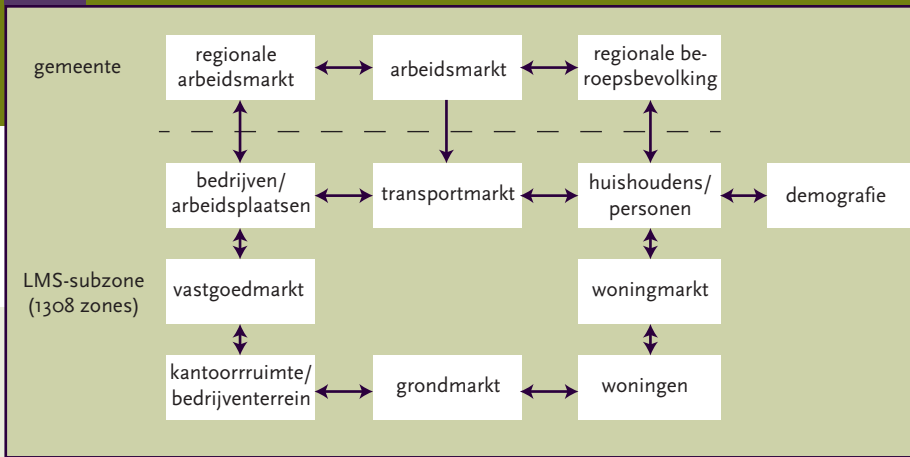 gemeente
regionale
arbeidsmarkt
arbeidsmarkt
regionale be-
roepsbevolking
bedrijven/
arbeidsplaatsen
transportmarkt
huishoudens/
personen
demografie
LMS-subzone
(1308 zones)
vastgoedmarkt
woningmarkt
kantoorrruimte/
bedrijventerrein
grondmarkt
woningen